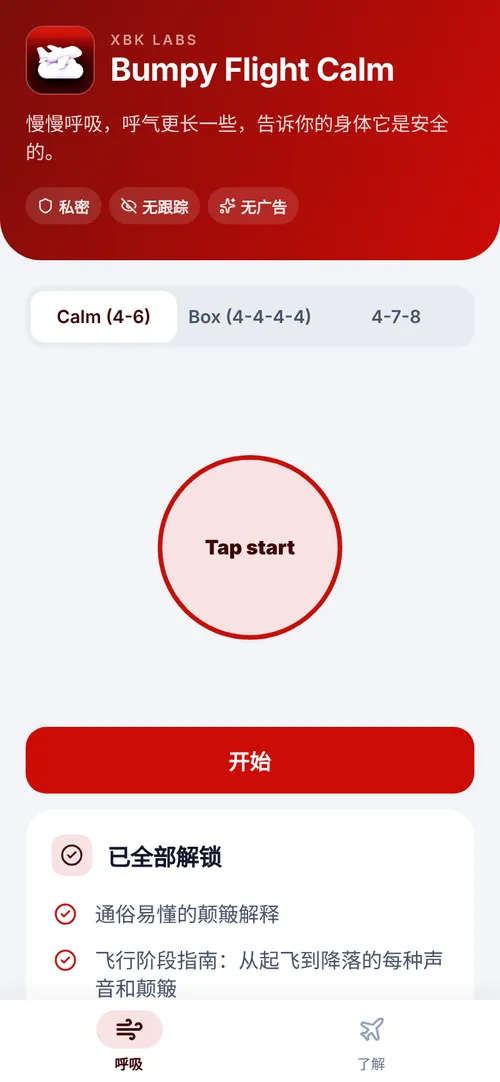 XBK LABS
Bumpy Flight Calm
慢慢呼吸，呼气更长一些，告诉你的身体它是安全
的。
私密
无跟踪
无广告
Calm (4-6)
Box (4-4-4-4)
4-7-8
Tap start
开始
已全部解锁
通俗易懂的颠簸解释
飞行阶段指南：从起飞到降落的每种声
音和颠簸
呼吸
了解